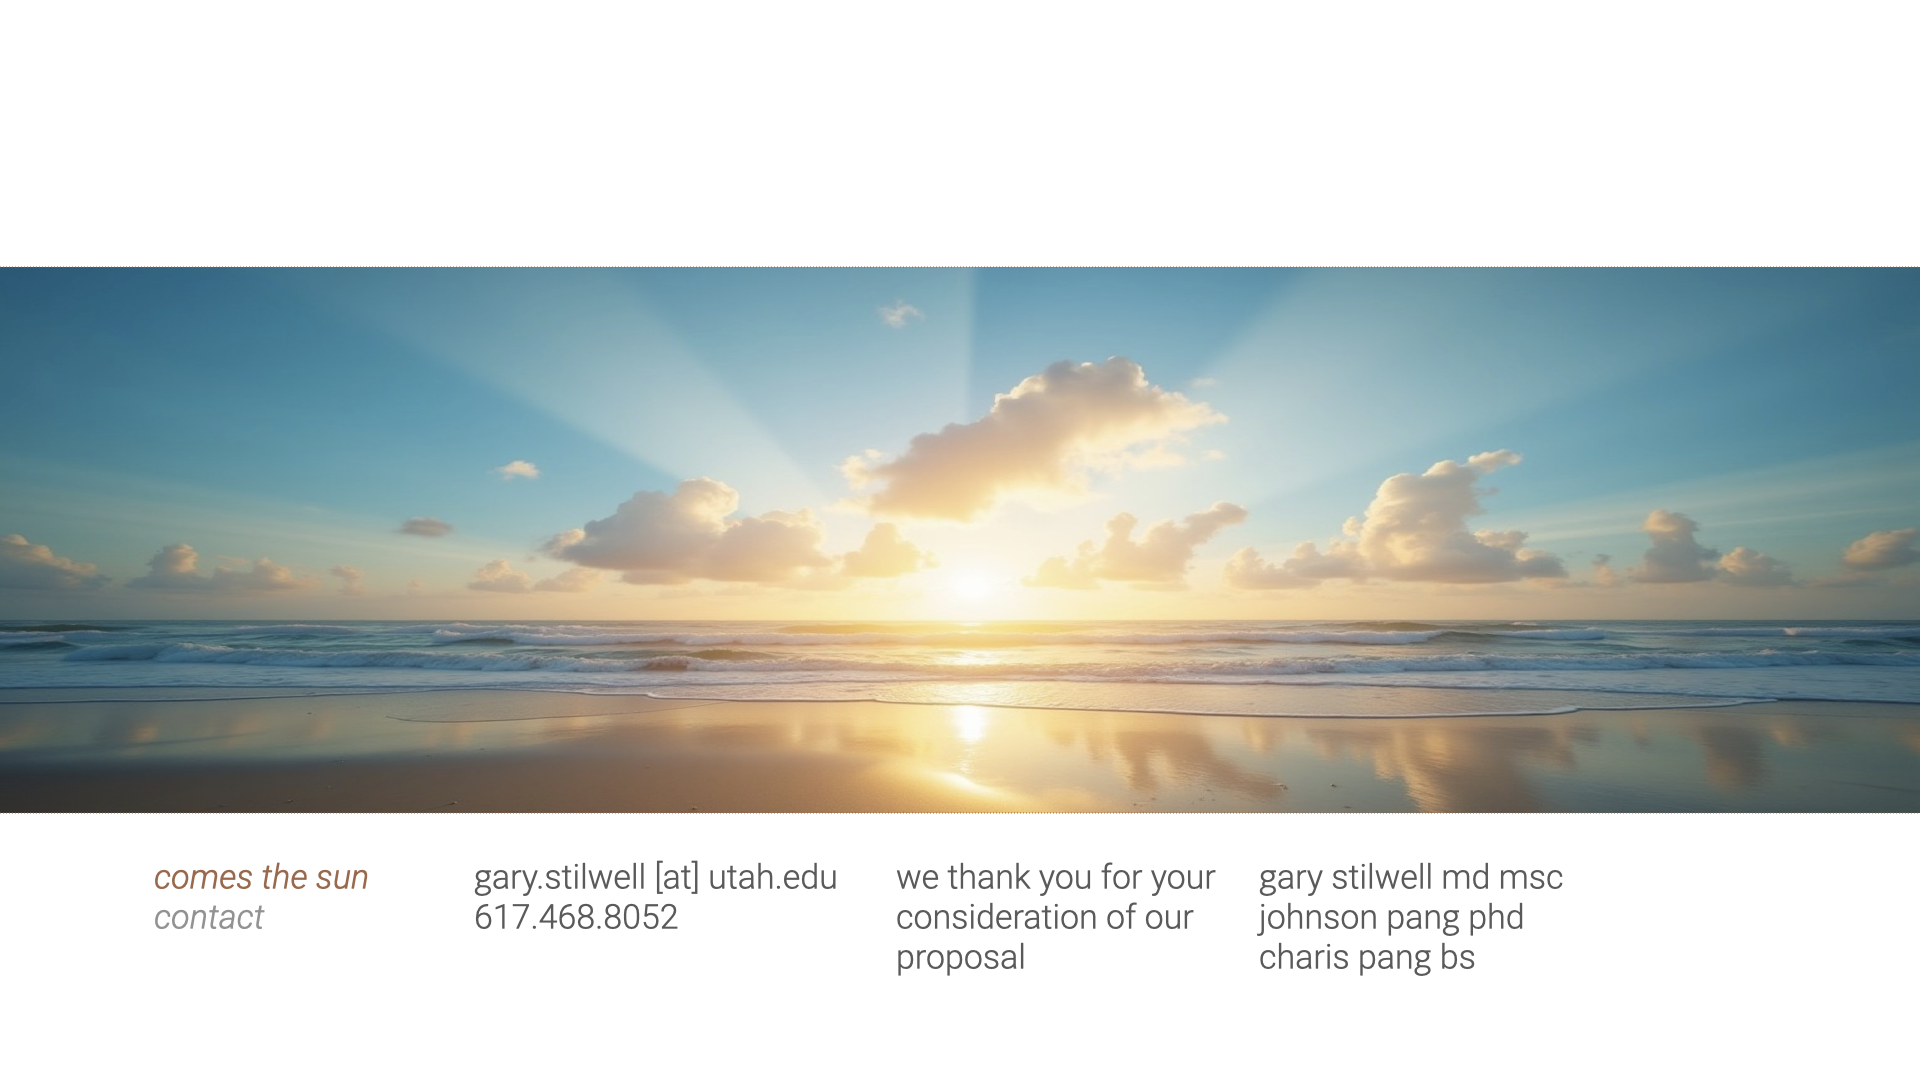 comes the sun
contact
gary.stilwell [at] utah.edu
617.468.8052
we thank you for your
consideration of our
proposal
gary stilwell md msc
johnson pang phd
charis pang bs